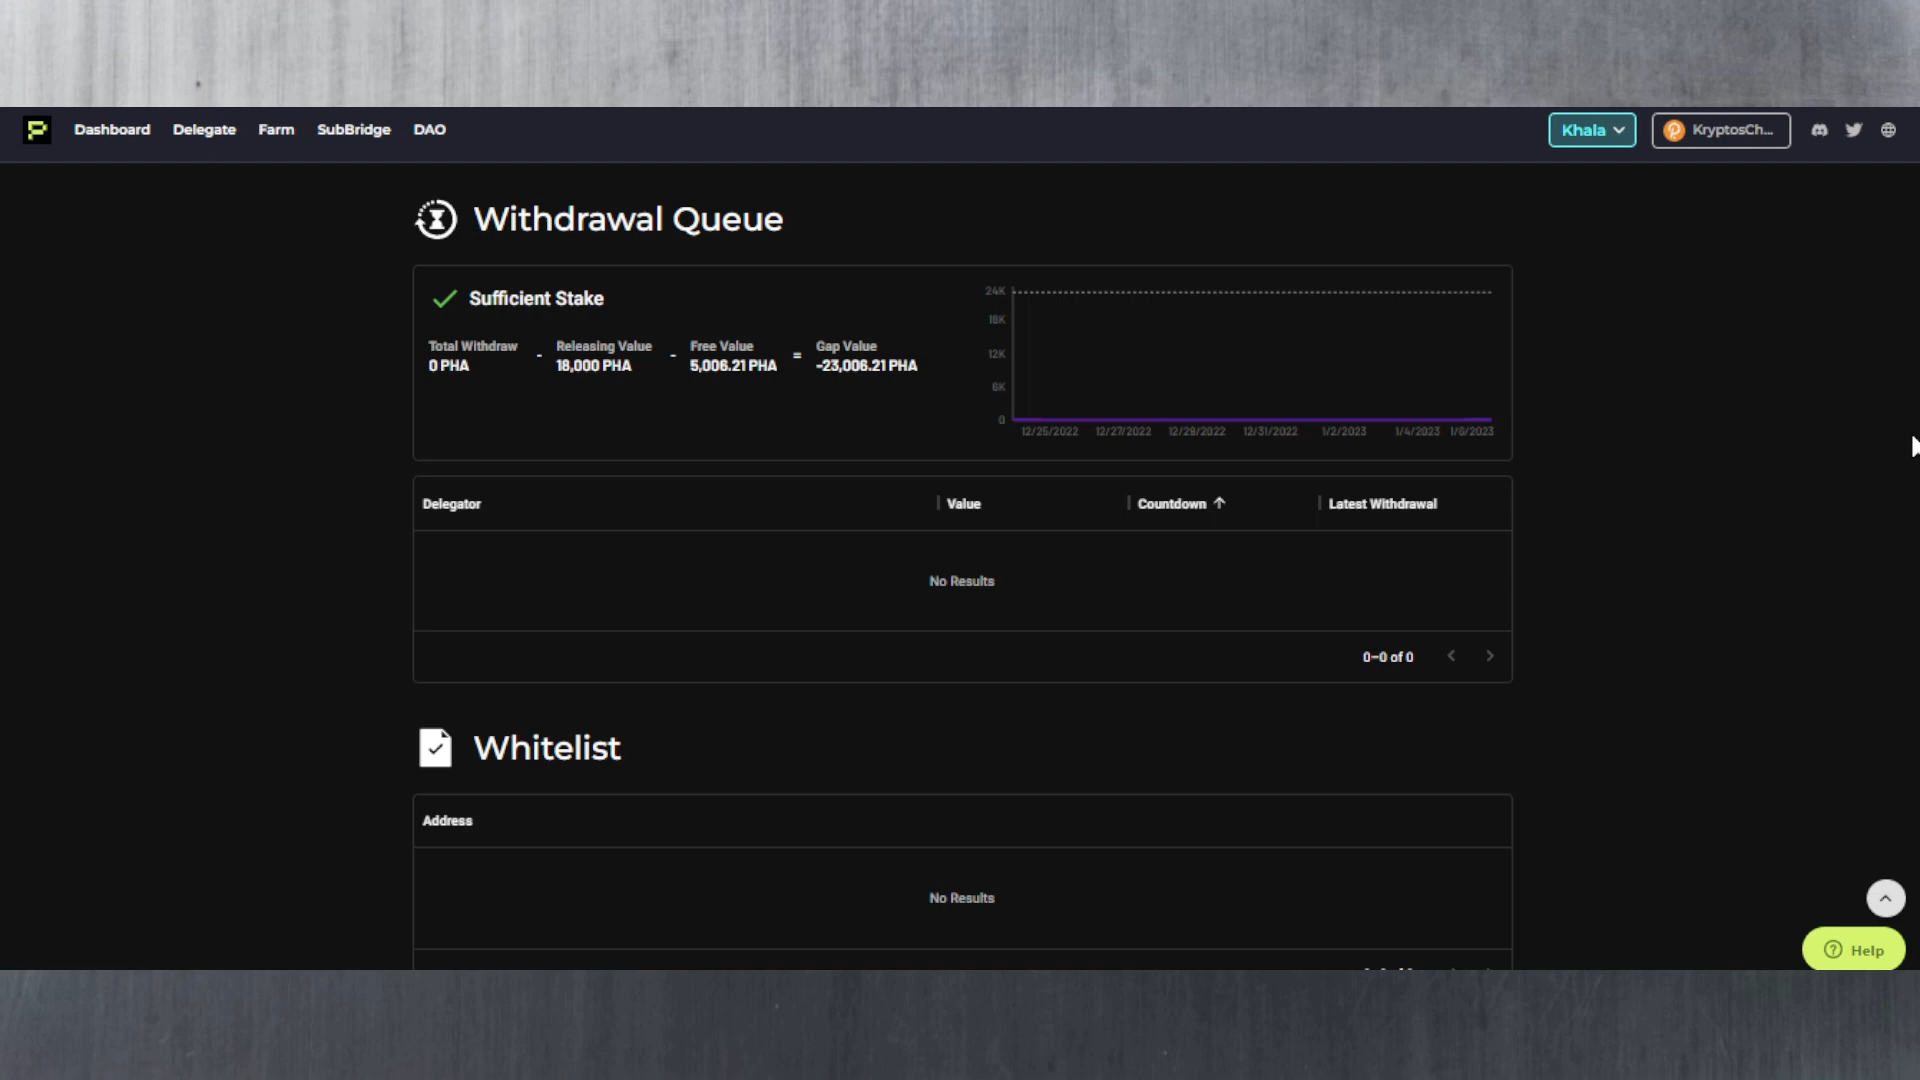 Dashboard Delegate Farm SubBridge DAO Khala KryptosCh...
Withdrawal Queue
Sufficient Stake
Total Withdraw - Releasing Value - Free Value = Gap Value
0 PHA 18,000 PHA 5,006.21 PHA -23,006.21 PHA
24K
18K
12K
6K
0
12/25/2022 12/27/2022 12/29/2022 12/31/2022 1/2/2023 1/4/2023 1/6/2023
Delegator Value Countdown Latest Withdrawal
No Results
0–0 of 0
Whitelist
Address
No Results
Help